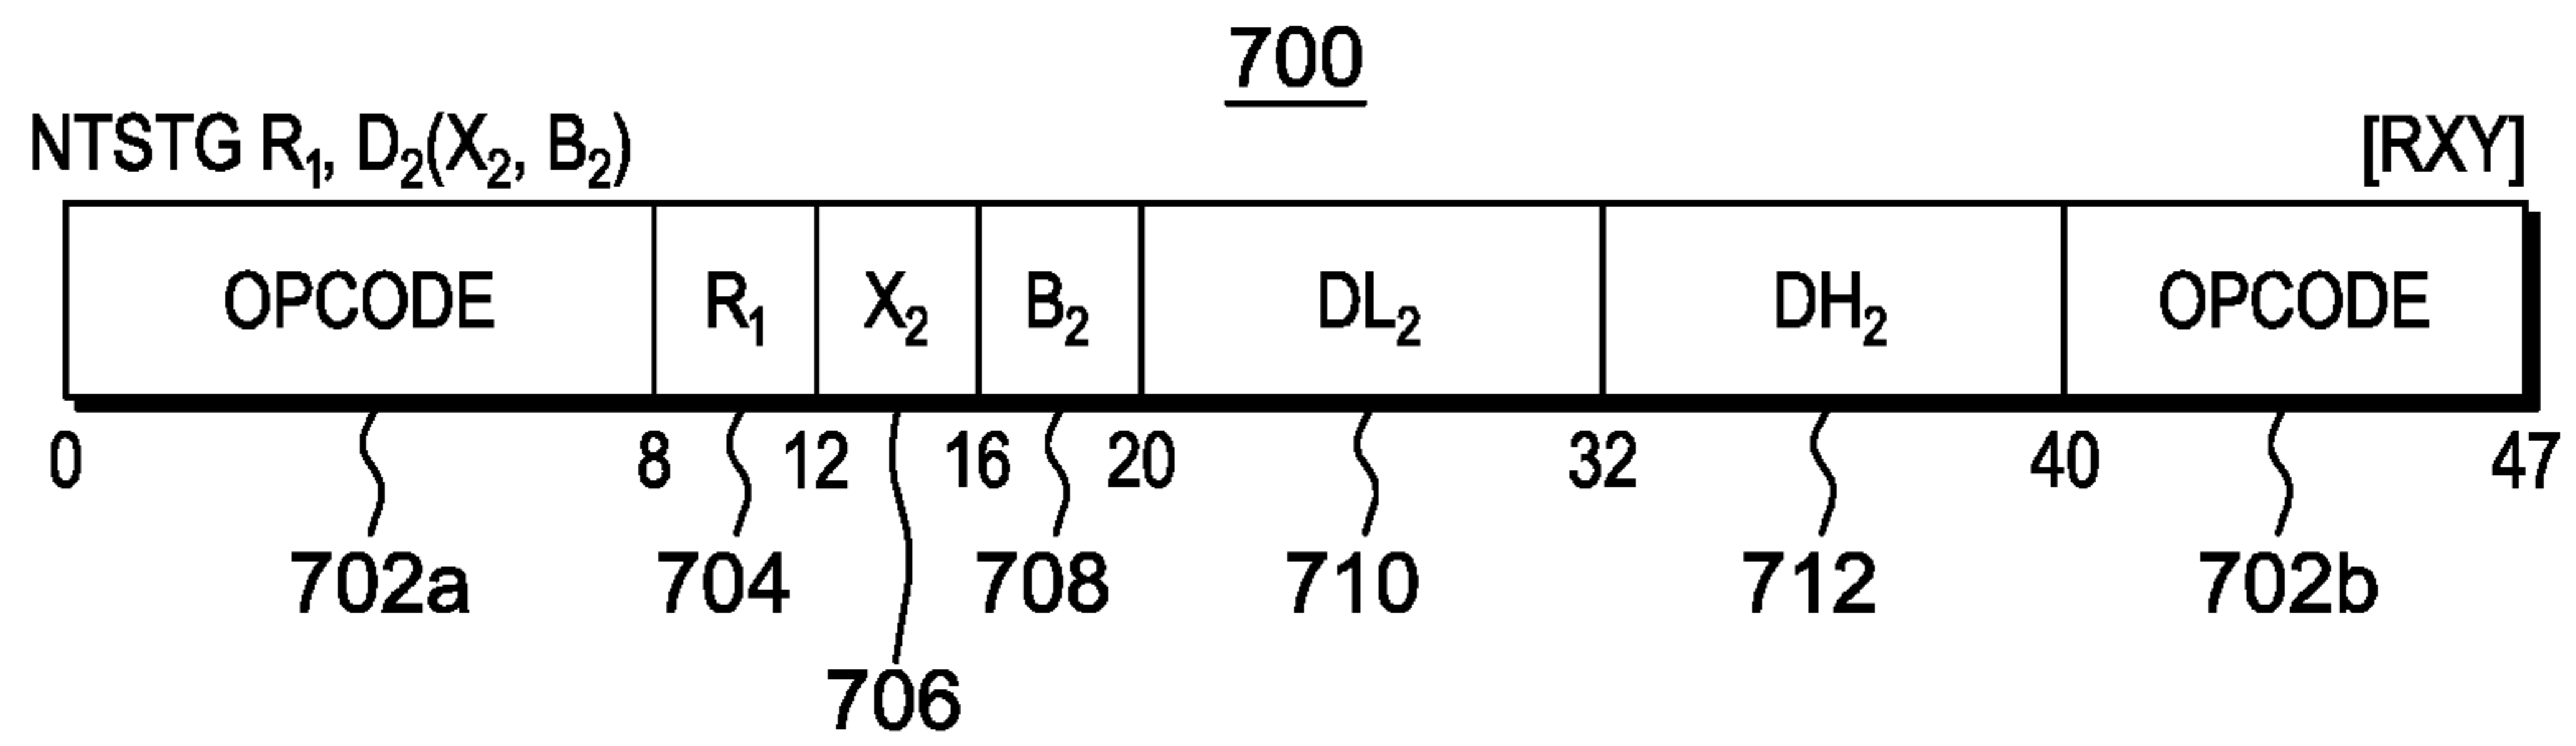 700
NTSTG R₁, D₂(X₂, B₂) [RXY]
OPCODE R₁ X₂ B₂ DL₂ DH₂ OPCODE
0 8 12 16 20 32 40 47
702a 704 708 710 712 702b
706